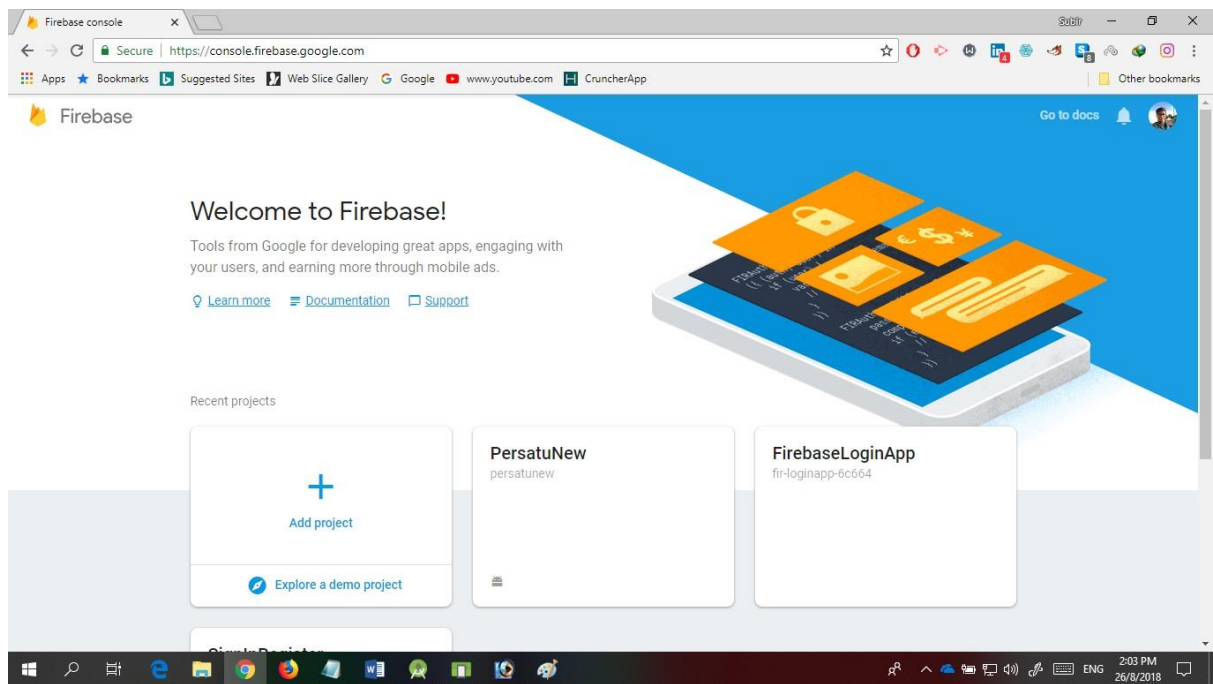 Firebase console
Subir
Secure | https://console.firebase.google.com
Apps Bookmarks Suggested Sites Web Slice Gallery Google www.youtube.com CruncherApp Other bookmarks
Firebase
Go to docs
Welcome to Firebase!
Tools from Google for developing great apps, engaging with
your users, and earning more through mobile ads.
Learn more Documentation Support
Recent projects
Add project
Explore a demo project
PersatuNew
persatunew
FirebaseLoginApp
fir-loginapp-6c664
SignInRegister
ENG
2:03 PM
26/8/2018